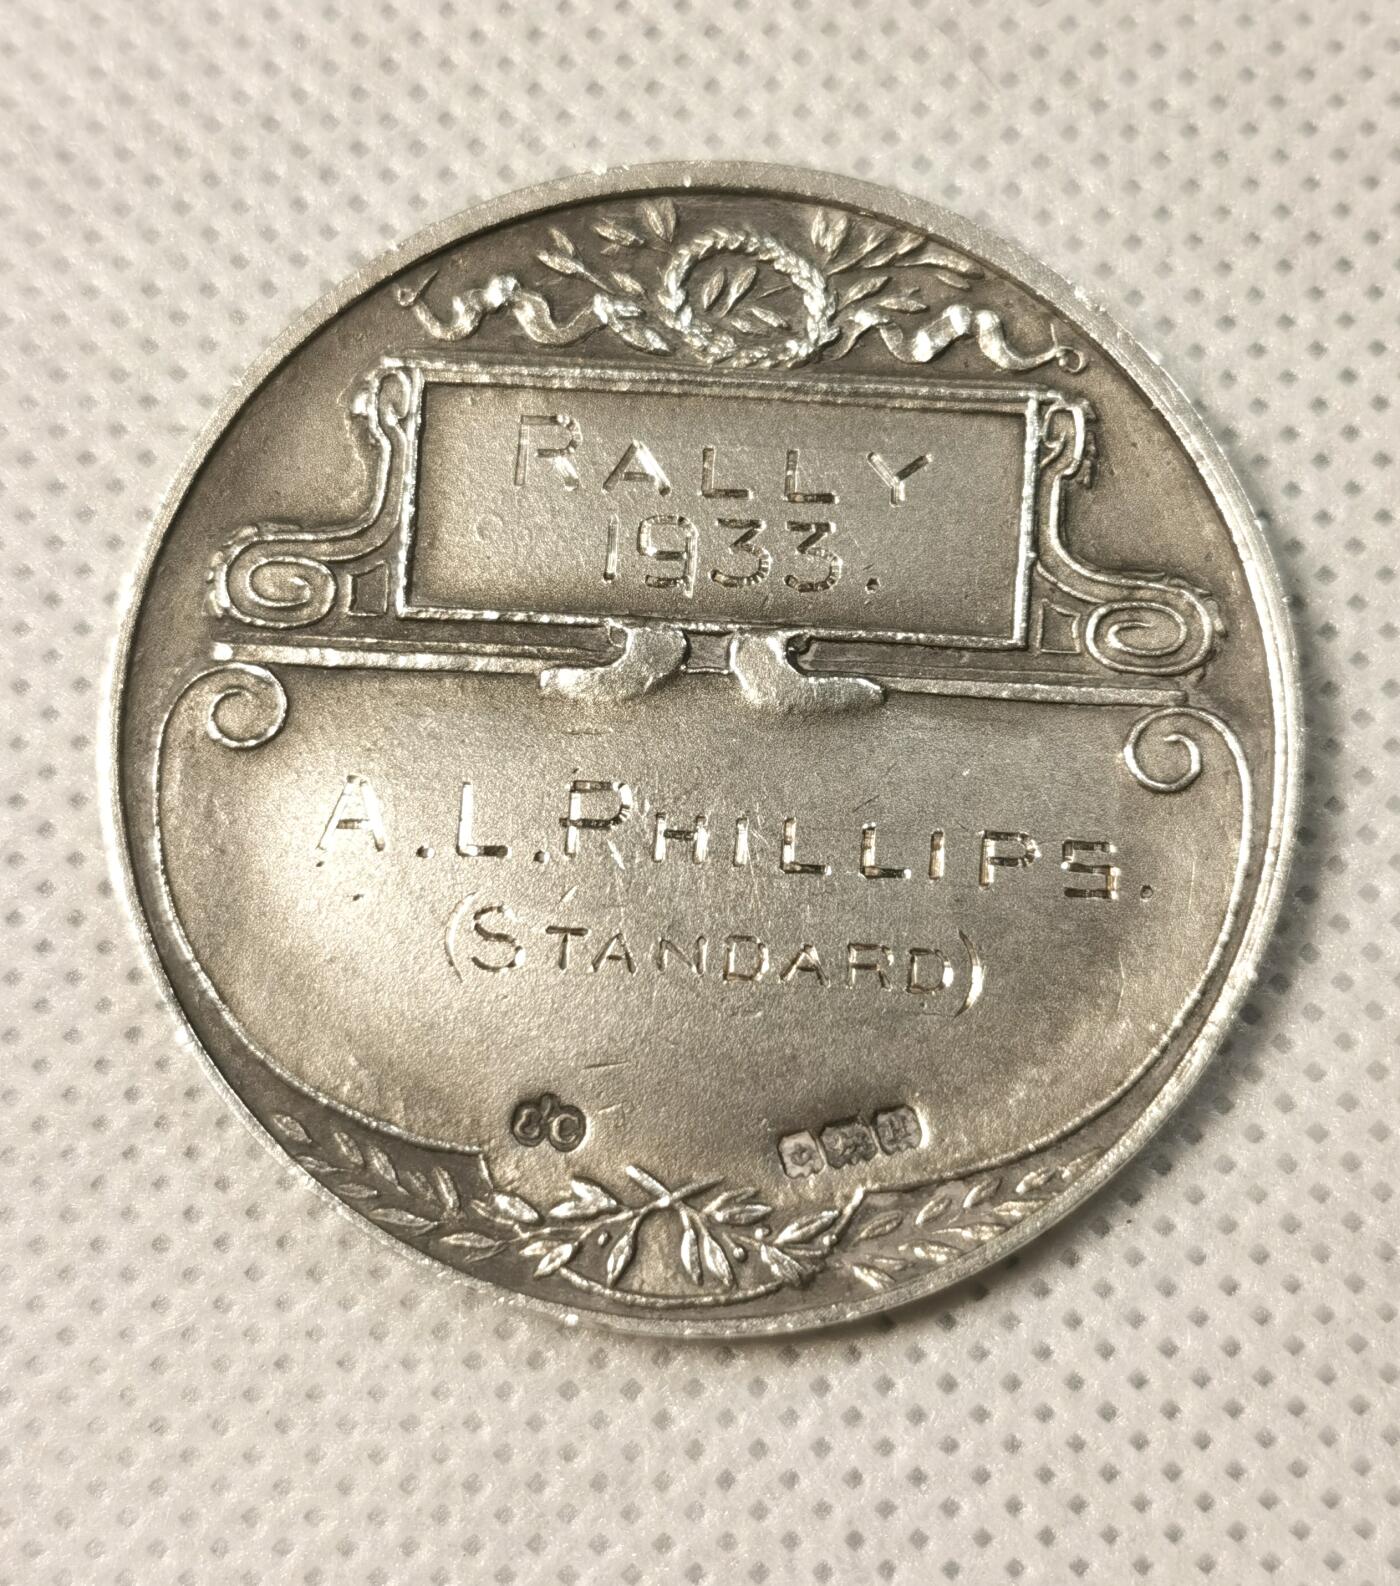 RALLY
1933.
A.L.PHILLIPS.
(STANDARD)